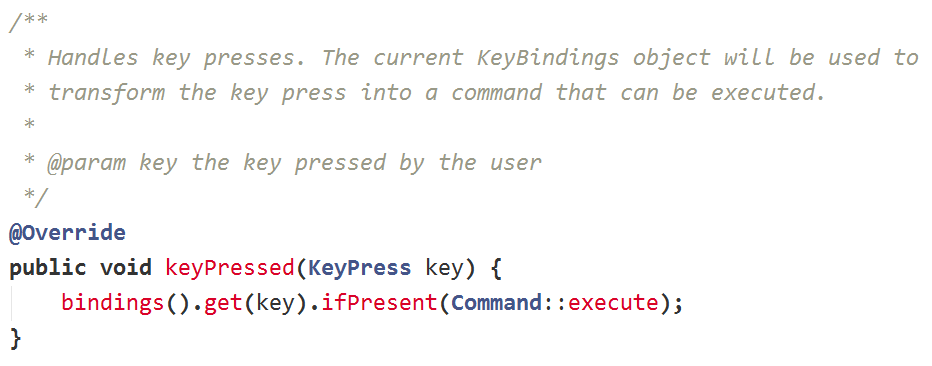 /**
 * Handles key presses. The current KeyBindings object will be used to
 * transform the key press into a command that can be executed.
 *
 * @param key the key pressed by the user
 */
@Override
public void keyPressed(KeyPress key) {
    bindings().get(key).ifPresent(Command::execute);
}